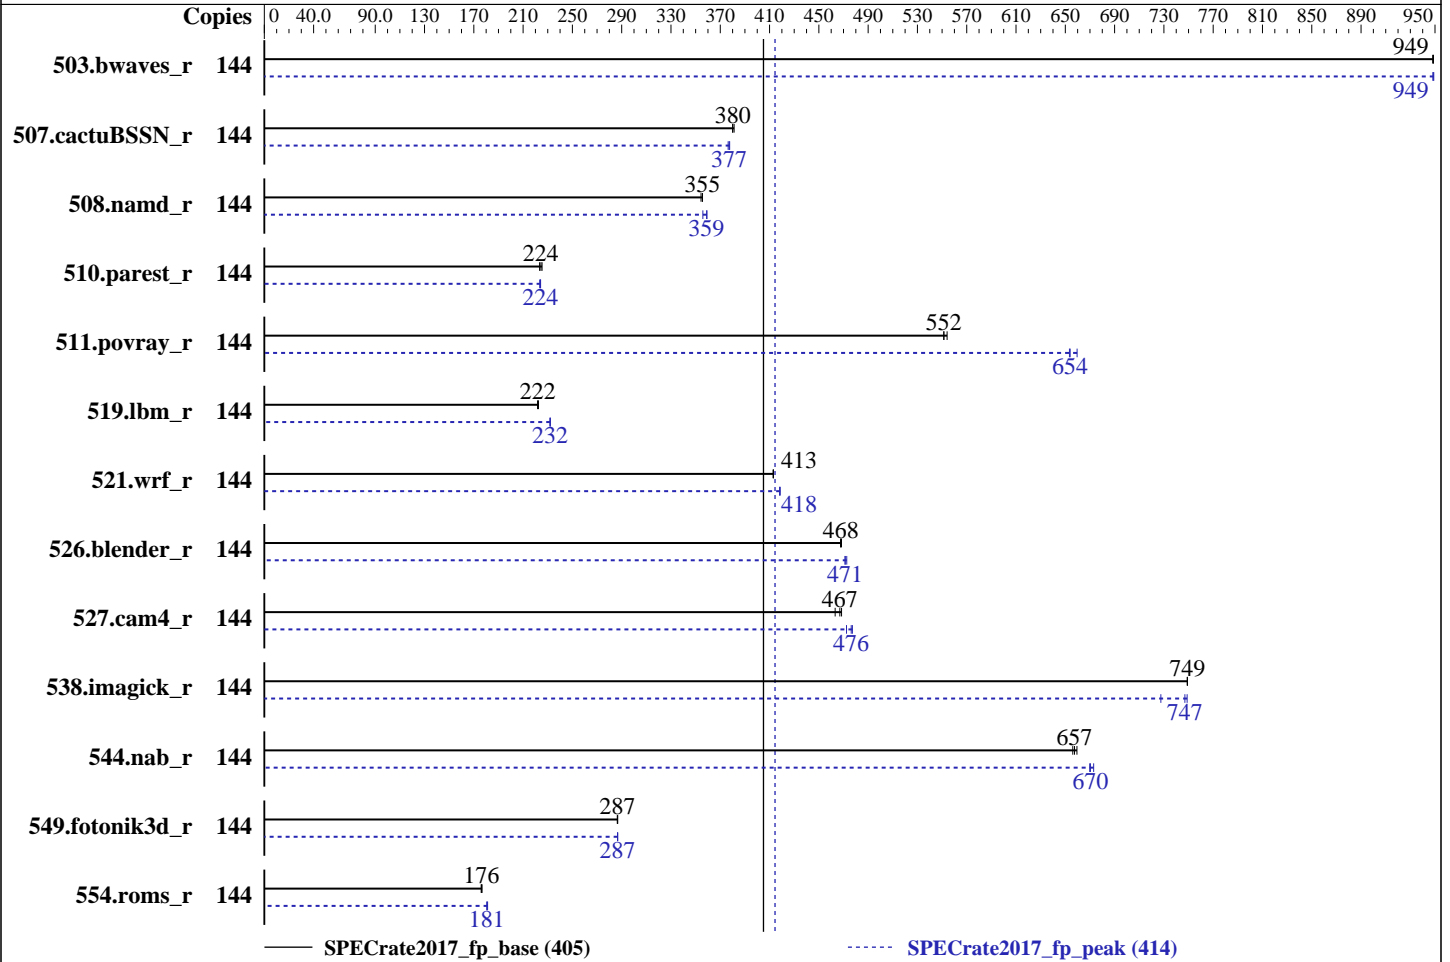 Copies 0 40.0 90.0 130 170 210 250 290 330 370 410 450 490 530 570 610 650 690 730 770 810 850 890 950
503.bwaves_r 144 949
949
507.cactuBSSN_r 144 380
377
508.namd_r 144 355
359
510.parest_r 144 224
224
511.povray_r 144 552
654
519.lbm_r 144 222
232
521.wrf_r 144 413
418
526.blender_r 144 468
471
527.cam4_r 144 467
476
538.imagick_r 144 749
747
544.nab_r 144 657
670
549.fotonik3d_r 144 287
287
554.roms_r 144 176
181
SPECrate2017_fp_base (405) SPECrate2017_fp_peak (414)